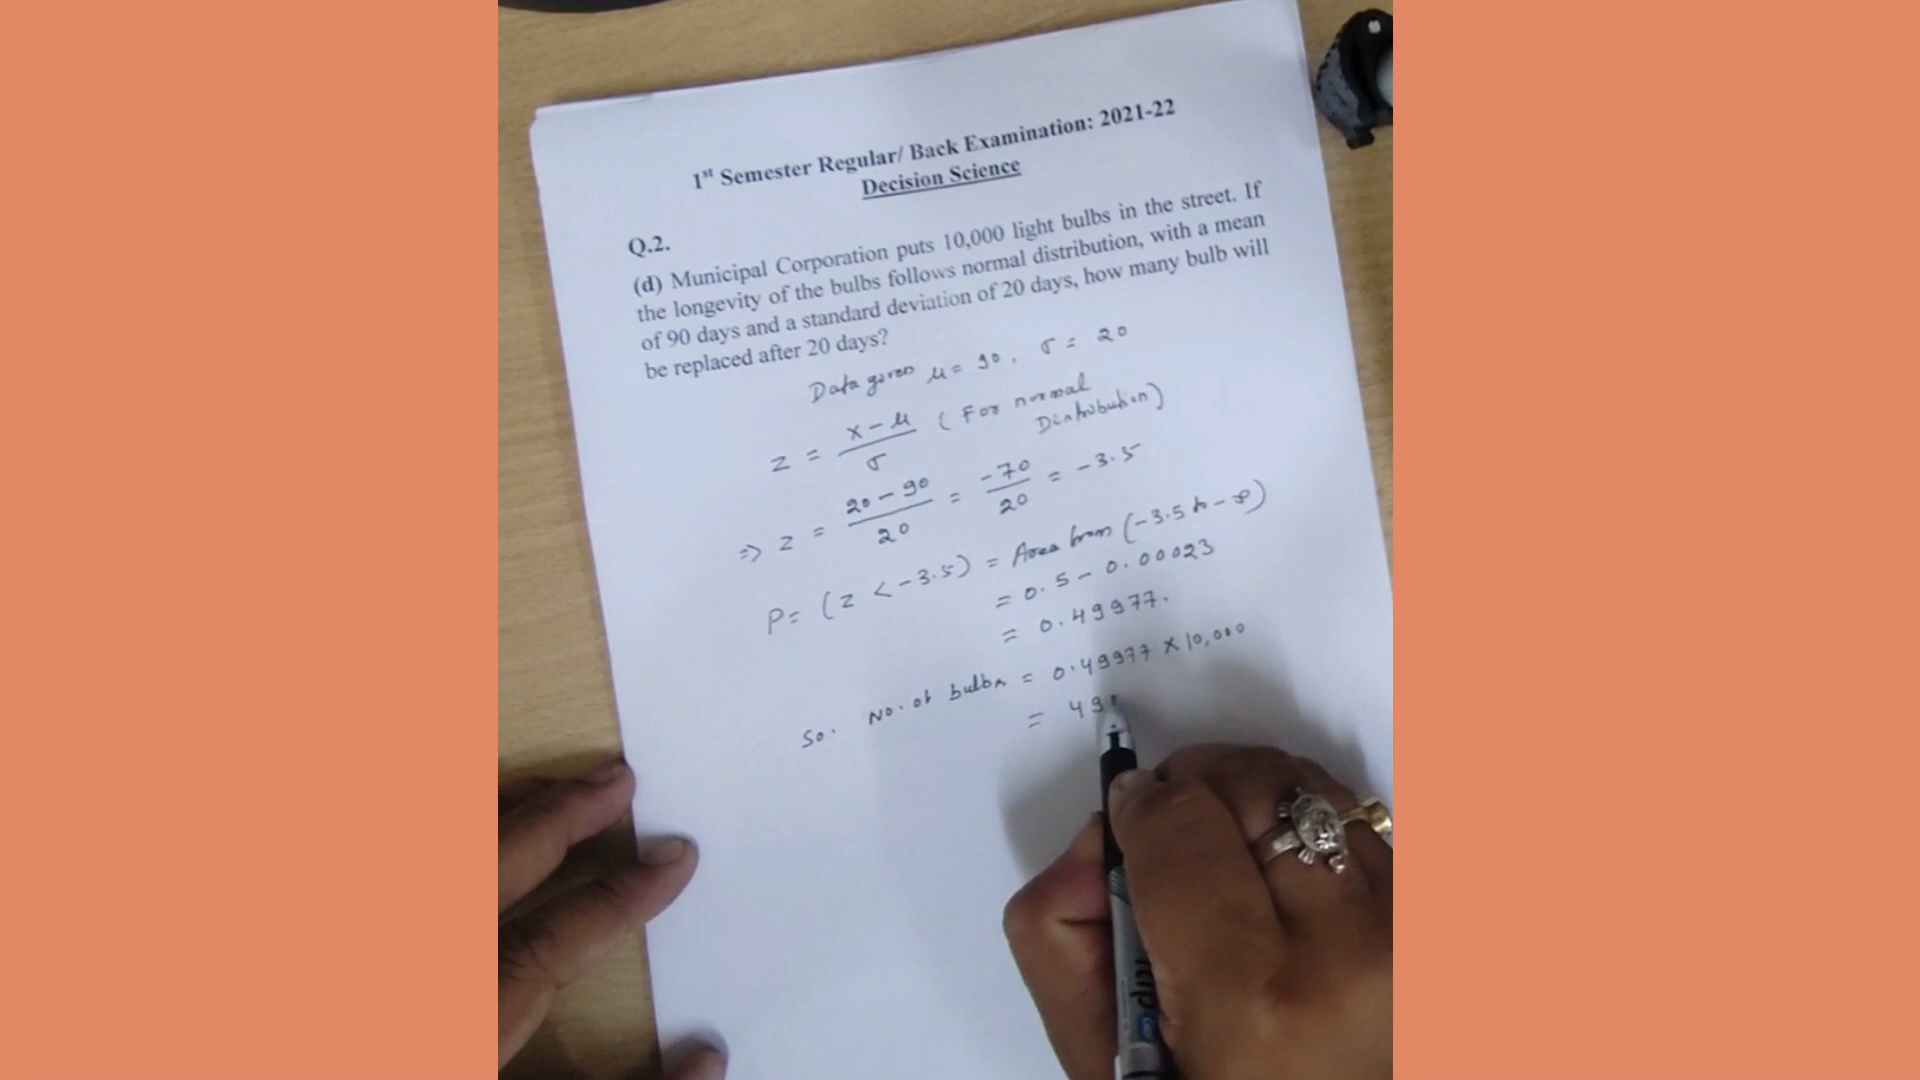 1st Semester Regular/ Back Examination: 2021-22
Decision Science
Q.2.
(d) Municipal Corporation puts 10,000 light bulbs in the street. If
the longevity of the bulbs follows normal distribution, with a mean
of 90 days and a standard deviation of 20 days, how many bulb will
be replaced after 20 days?
Data given μ = 90, σ = 20
z = x-μ / σ (For normal
Distribution)
=> z = 20-90 / 20 = -70 / 20 = -3.5
P = (z < -3.5) = Area from (-3.5 to -∞)
= 0.5 - 0.00023
= 0.49977.
So. No. of bulbs = 0.49977 X 10,000
= 49